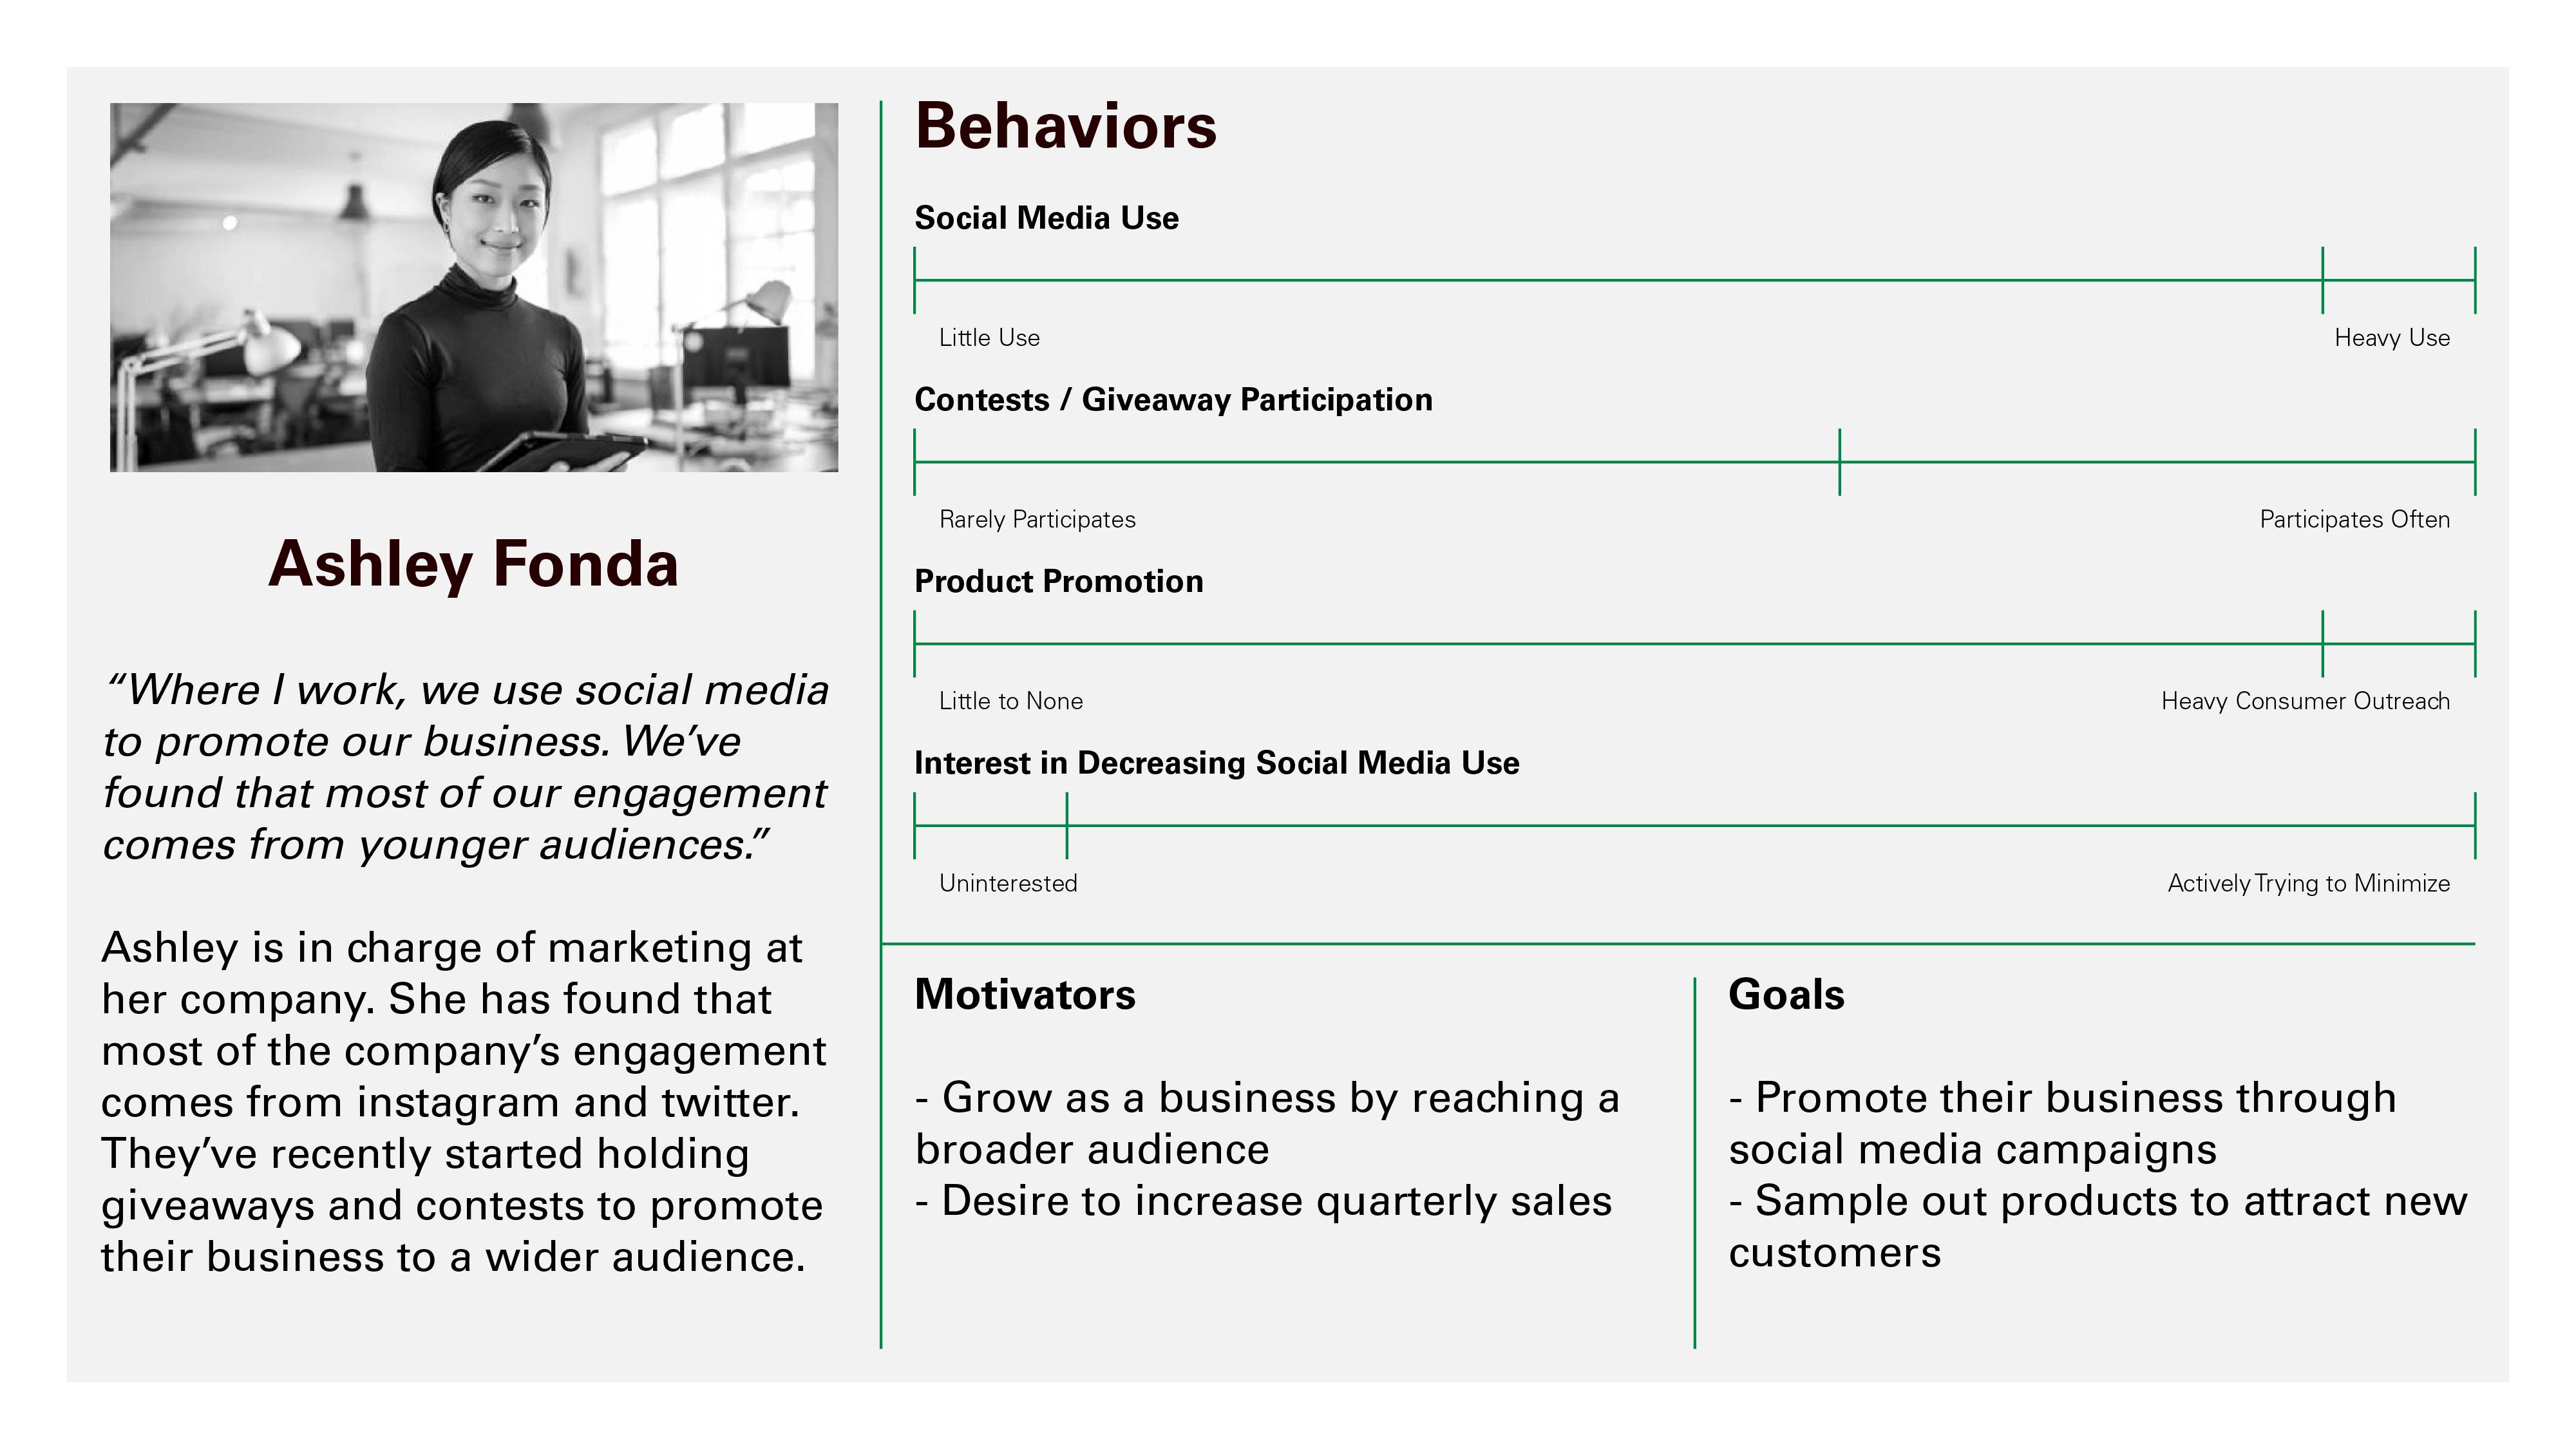 Ashley Fonda
“Where I work, we use social media
to promote our business. We’ve
found that most of our engagement
comes from younger audiences.”
Ashley is in charge of marketing at
her company. She has found that
most of the company’s engagement
comes from instagram and twitter.
They’ve recently started holding
giveaways and contests to promote
their business to a wider audience.
Behaviors
Social Media Use
Little Use
Heavy Use
Contests / Giveaway Participation
Rarely Participates
Participates Often
Product Promotion
Little to None
Heavy Consumer Outreach
Interest in Decreasing Social Media Use
Uninterested
Actively Trying to Minimize
Motivators
- Grow as a business by reaching a
broader audience
- Desire to increase quarterly sales
Goals
- Promote their business through
social media campaigns
- Sample out products to attract new
customers